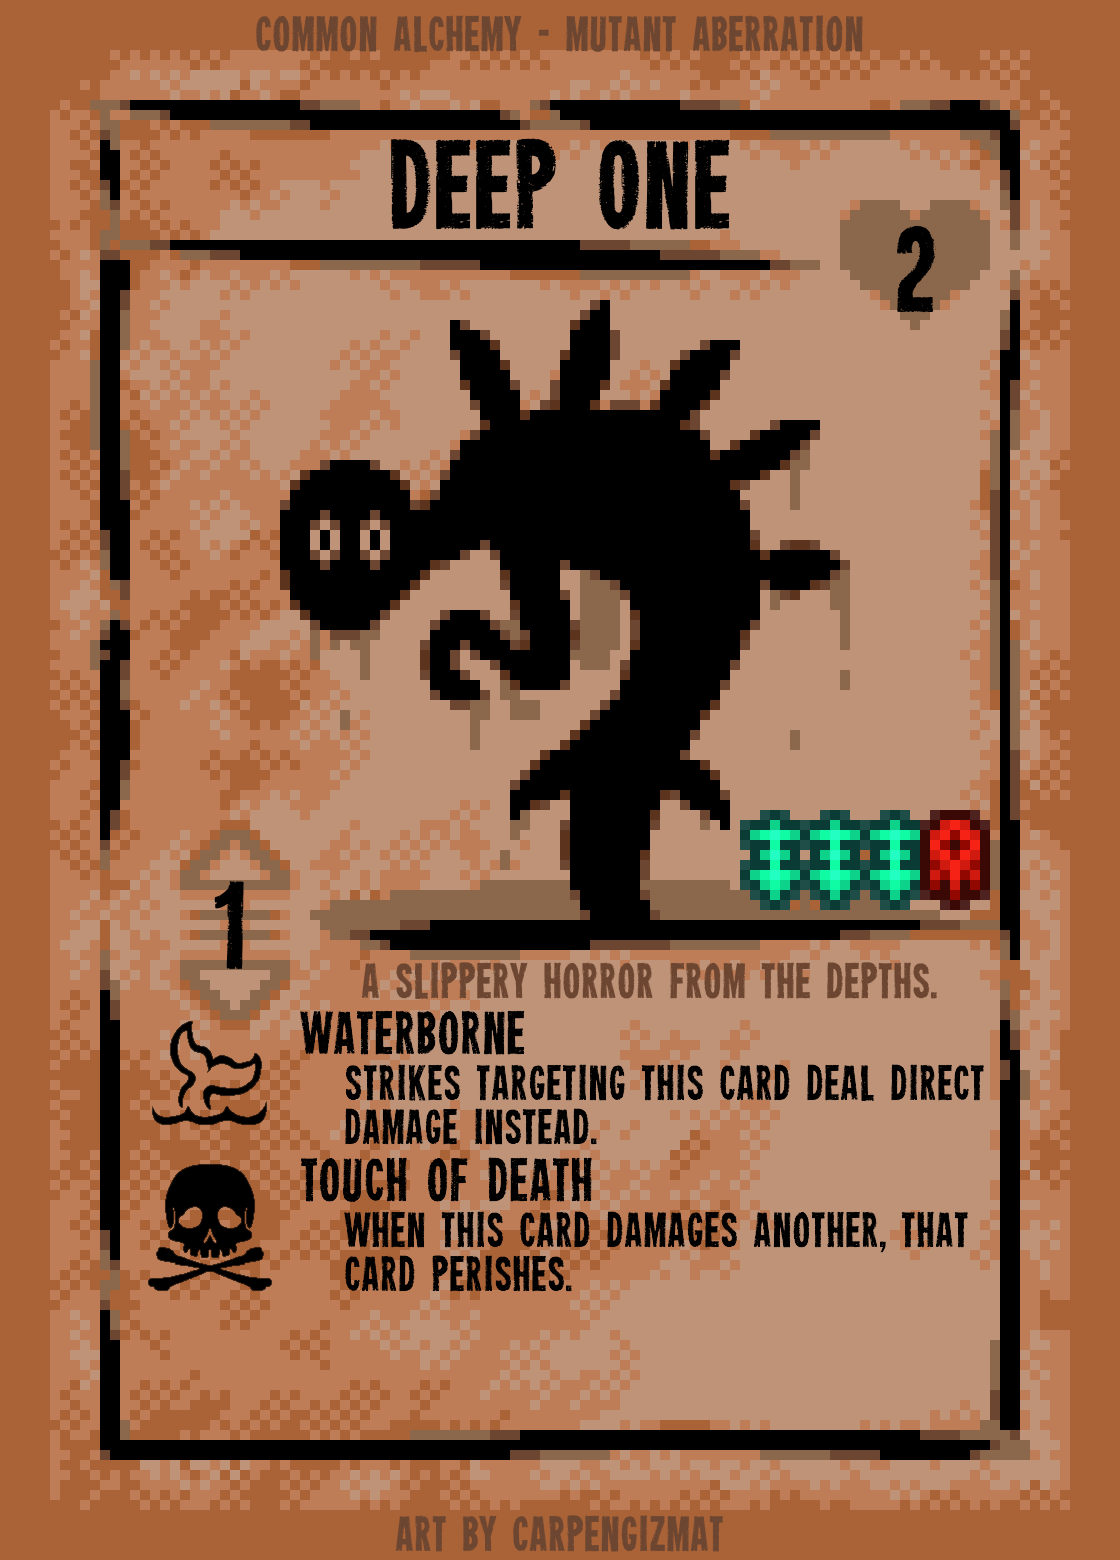 COMMON ALCHEMY - MUTANT ABERRATION
DEEP ONE
2
1
A SLIPPERY HORROR FROM THE DEPTHS.
WATERBORNE
STRIKES TARGETING THIS CARD DEAL DIRECT
DAMAGE INSTEAD.
TOUCH OF DEATH
WHEN THIS CARD DAMAGES ANOTHER, THAT
CARD PERISHES.
ART BY CARPENGIZMAT